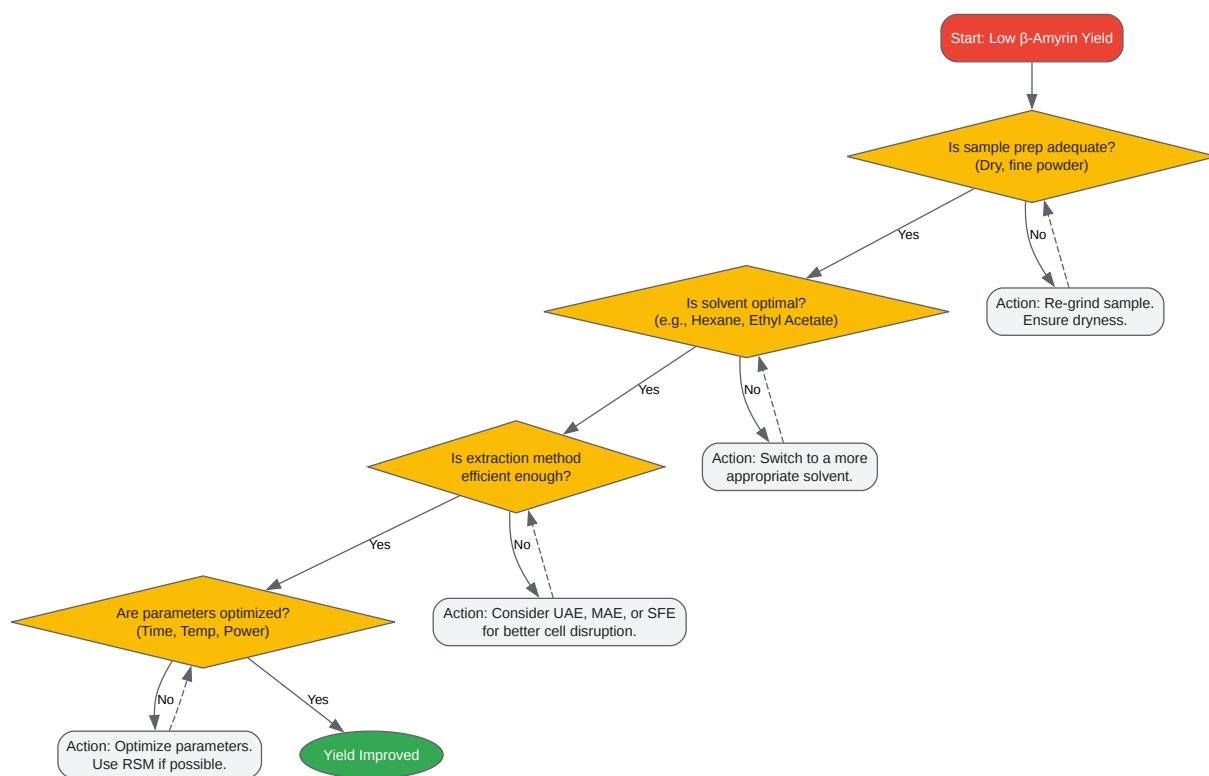 Start: Low β-Amyrin Yield
Is sample prep adequate?
(Dry, fine powder)
Yes
No
Action: Re-grind sample.
Ensure dryness.
Is solvent optimal?
(e.g., Hexane, Ethyl Acetate)
Yes
No
Action: Switch to a more
appropriate solvent.
Is extraction method
efficient enough?
Yes
No
Action: Consider UAE, MAE, or SFE
for better cell disruption.
Are parameters optimized?
(Time, Temp, Power)
No
Yes
Action: Optimize parameters.
Use RSM if possible.
Yield Improved